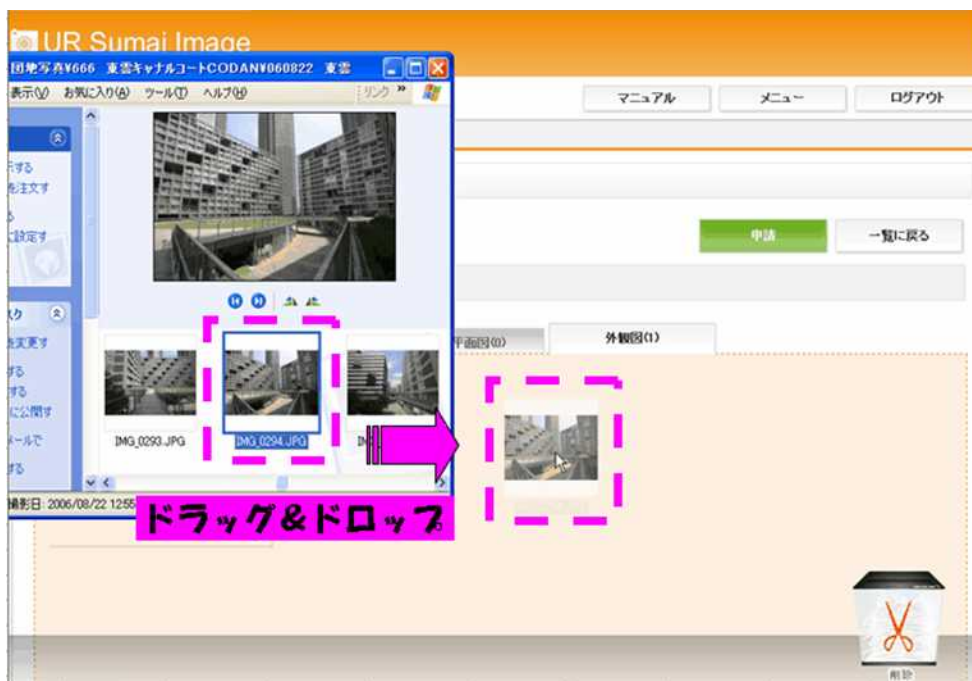 UR Sumai Image
団地写真¥666 東雲キャナルコートCODAN¥060822 東雲
表示(V) お気に入り(A) ツール(T) ヘルプ(H) リンク »
マニュアル メニュー ログアウト
する
を注文す
る
に設定す
申請 一覧に戻る
平面図(0) 外観図(1)
を変更す
する
する
に公開す
メールで
する
IMG_0293.JPG IMG_0294.JPG
撮影日: 2006/08/22 12:55
ドラッグ&ドロップ
削除